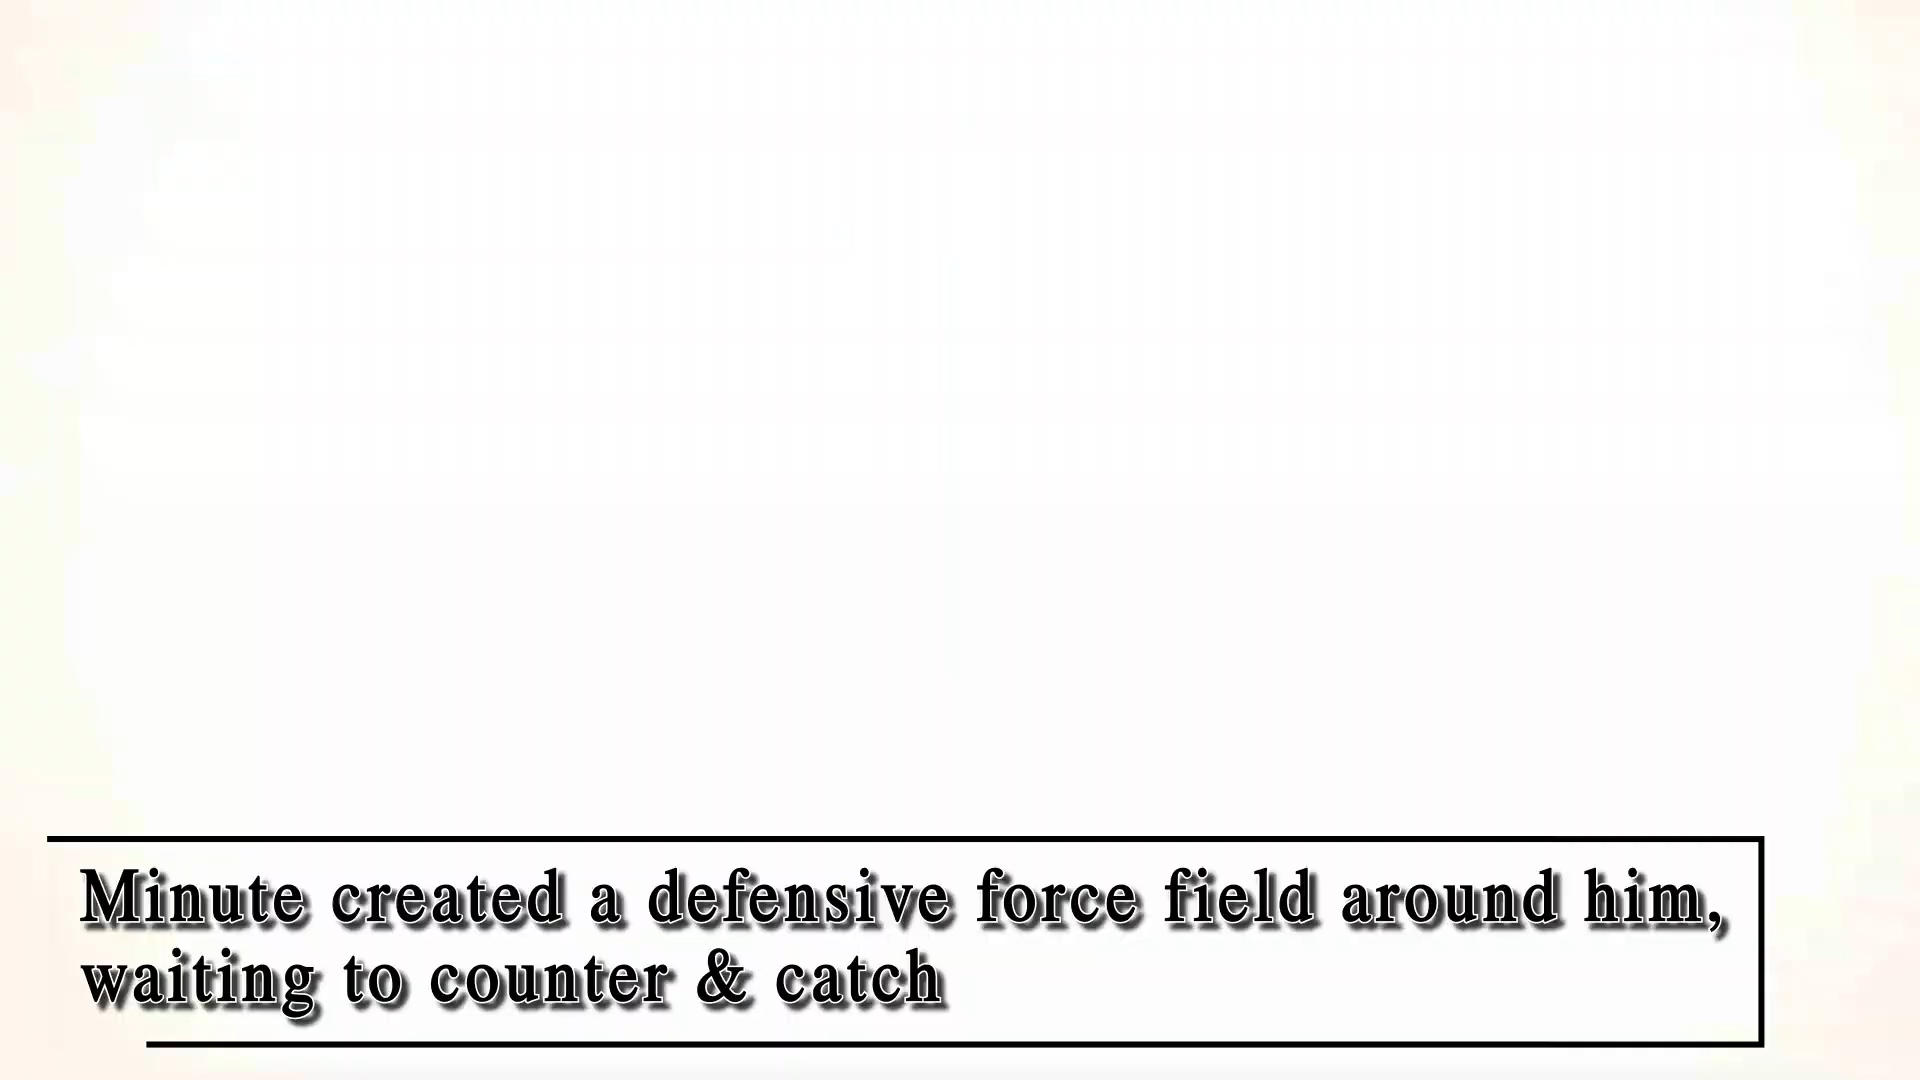 Minute created a defensive force field around him,
waiting to counter & catch